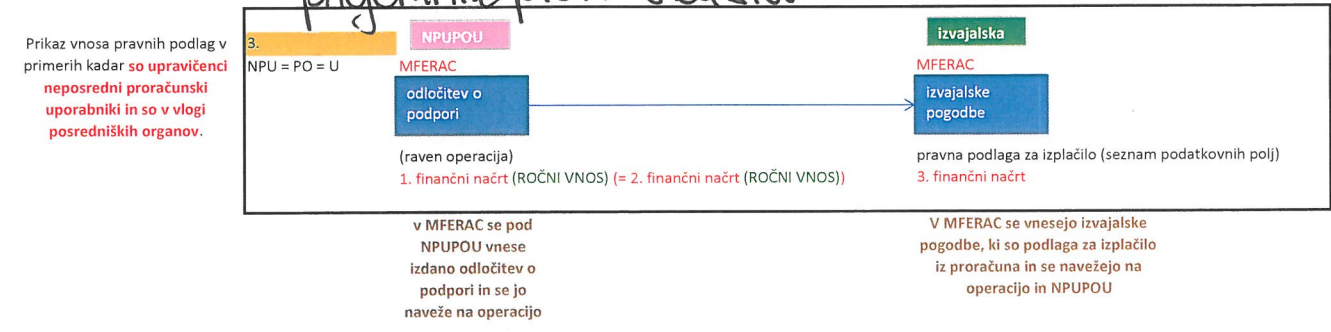 Prikaz vnosa pravnih podlag v
primerih kadar so upravičenci
neposredni proračunski
uporabniki in so v vlogi
posredniških organov.
3.
NPU = PO = U
NPUPOU
MFERAC
odločitev o
podpori
(raven operacija)
1. finančni načrt (ROČNI VNOS) (= 2. finančni načrt (ROČNI VNOS))
izvajalska
MFERAC
izvajalske
pogodbe
pravna podlaga za izplačilo (seznam podatkovnih polj)
3. finančni načrt
v MFERAC se pod
NPUPOU vnese
izdano odločitev o
podpori in se jo
naveže na operacijo
V MFERAC se vnesejo izvajalske
pogodbe, ki so podlaga za izplačilo
iz proračuna in se navežejo na
operacijo in NPUPOU